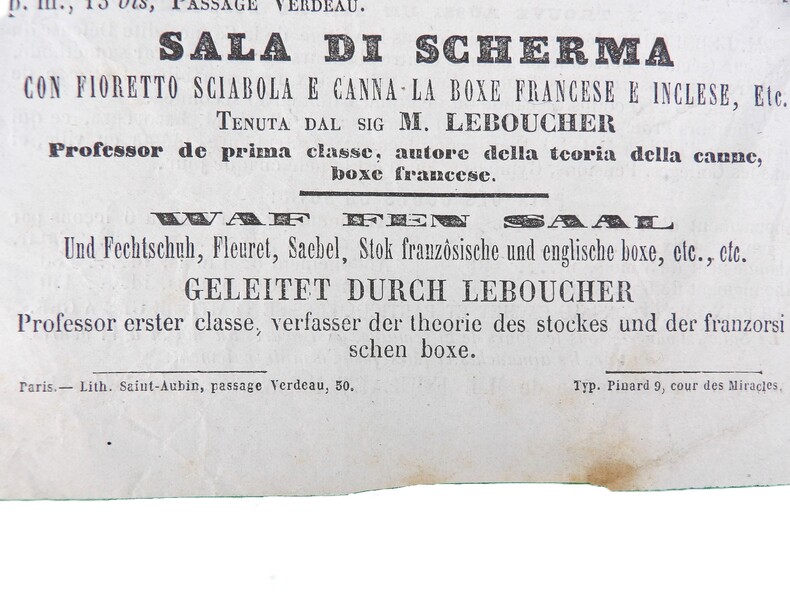 p. m., 13 bis, PASSAGE VERDEAU.
SALA DI SCHERMA
CON FIORETTO SCIABOLA E CANNA-LA BOXE FRANCESE E INCLESE, Etc.
TENUTA DAL SIG M. LEBOUCHER
Professor de prima classe, autore della teoria della canne,
boxe francese.
WAF FEN SAAL
Und Fechtschuh, Fleuret, Saebel, Stok französische und englische boxe, etc., etc.
GELEITET DURCH LEBOUCHER
Professor erster classe, verfasser der theorie des stockes und der franzorsi
schen boxe.
Paris.— Lith. Saint-Aubin, passage Verdeau, 30.
Typ. Pinard 9, cour des Miracles.